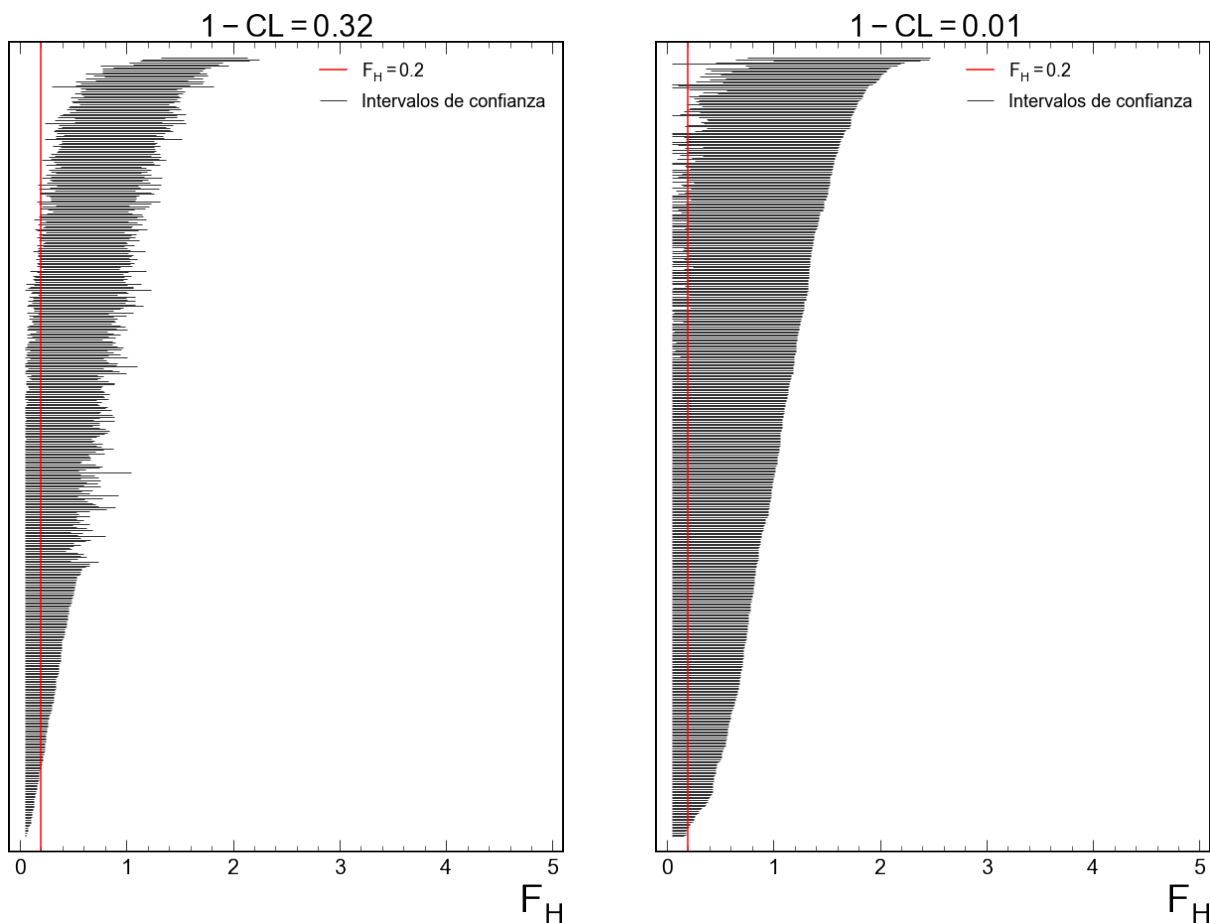 1 − CL = 0.32
F_H = 0.2
Intervalos de confianza
0 1 2 3 4 5
F_H
1 − CL = 0.01
F_H = 0.2
Intervalos de confianza
0 1 2 3 4 5
F_H